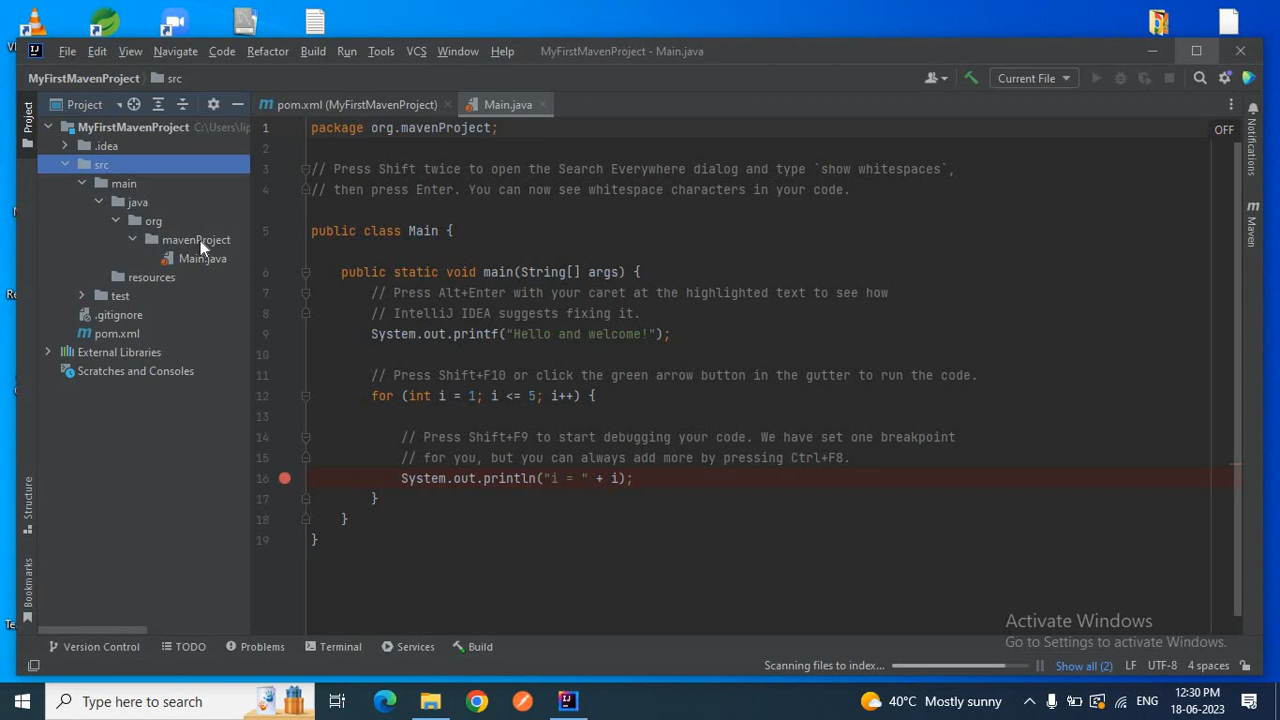 File Edit View Navigate Code Refactor Build Run Tools VCS Window Help MyFirstMavenProject - Main.java
MyFirstMavenProject src Current File
Project pom.xml (MyFirstMavenProject) Main.java
Project
MyFirstMavenProject
.idea
src
main
java
org
mavenProject
Main.java
resources
test
.gitignore
pom.xml
External Libraries
Scratches and Consoles
Structure
Bookmarks
1 package org.mavenProject;
2
3 // Press Shift twice to open the Search Everywhere dialog and type `show whitespaces`,
4 // then press Enter. You can now see whitespace characters in your code.
5 public class Main {
6 public static void main(String[] args) {
7 // Press Alt+Enter with your caret at the highlighted text to see how
8 // IntelliJ IDEA suggests fixing it.
9 System.out.printf("Hello and welcome!");
10
11 // Press Shift+F10 or click the green arrow button in the gutter to run the code.
12 for (int i = 1; i <= 5; i++) {
13
14 // Press Shift+F9 to start debugging your code. We have set one breakpoint
15 // for you, but you can always add more by pressing Ctrl+F8.
16 System.out.println("i = " + i);
17 }
18 }
19 }
OFF
Notifications
Maven
Activate Windows
Go to Settings to activate Windows.
Version Control TODO Problems Terminal Services Build
Scanning files to index... Show all (2) LF UTF-8 4 spaces
Type here to search 40°C Mostly sunny ENG 12:30 PM
18-06-2023